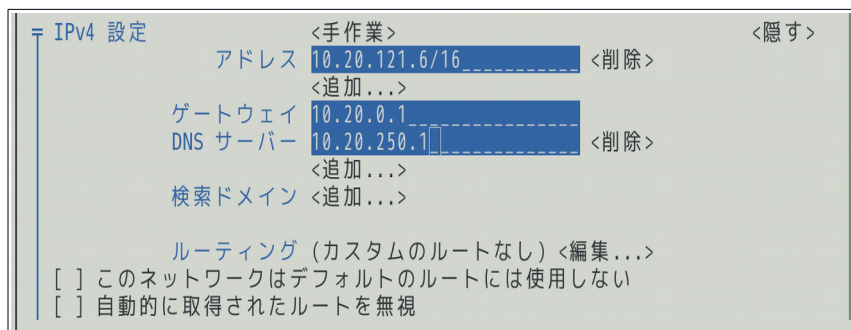 = IPv4 設定 <手作業> <隠す>
アドレス 10.20.121.6/16___________ <削除>
<追加...>
ゲートウェイ 10.20.0.1________________
DNS サーバー 10.20.250.1______________ <削除>
<追加...>
検索ドメイン <追加...>
ルーティング (カスタムのルートなし) <編集...>
[ ] このネットワークはデフォルトのルートには使用しない
[ ] 自動的に取得されたルートを無視